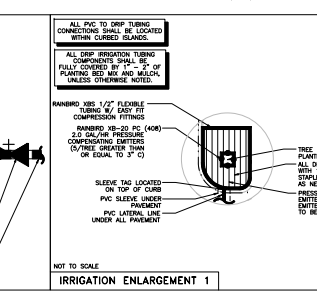 ALL PVC TO DRIP TUBING
CONNECTIONS SHALL BE LOCATED
WITHIN CURBED ISLANDS.
ALL DRIP IRRIGATION TUBING
COMPONENTS SHALL BE
FULLY COVERED BY 1" - 2" OF
PLANTING BED MIX AND MULCH,
UNLESS OTHERWISE NOTED.
RAINBIRD XBS 1/2" FLEXIBLE
TUBING W/ EASY FIT
COMPRESSION FITTINGS
RAINBIRD XB-20 PC (408)
2.0 GAL/HR PRESSURE
COMPENSATING EMITTERS
(5/TREE GREATER THAN
OR EQUAL TO 3" C)
SLEEVE TAG LOCATED
ON TOP OF CURB
PVC SLEEVE UNDER
PAVEMENT
PVC LATERAL LINE
UNDER ALL PAVEMENT
TREE
PLANTI
ALL D
WITH 1
STAPL
AS NE
PRESS
EMITTE
EMITTE
TO BE
NOT TO SCALE
IRRIGATION ENLARGEMENT 1